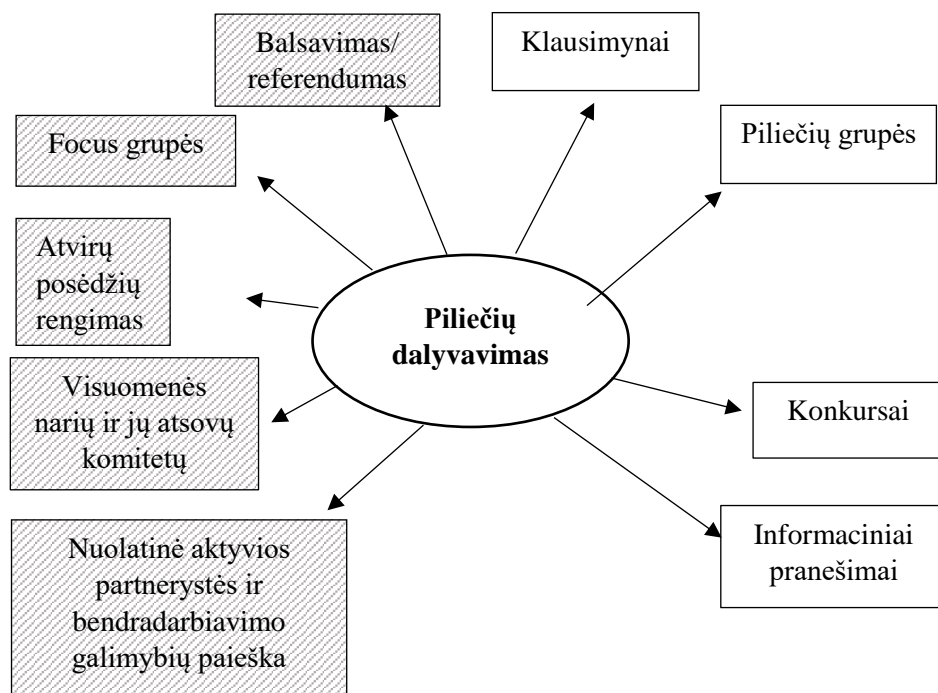 Balsavimas/
referendumas
Klausimynai
Focus grupės
Piliečių grupės
Atvirų
posėdžių
rengimas
Piliečių
dalyvavimas
Visuomenės
narių ir jų atsovų
komitetų
Konkursai
Nuolatinė aktyvios
partnerystės ir
bendradarbiavimo
galimybių paieška
Informaciniai
pranešimai